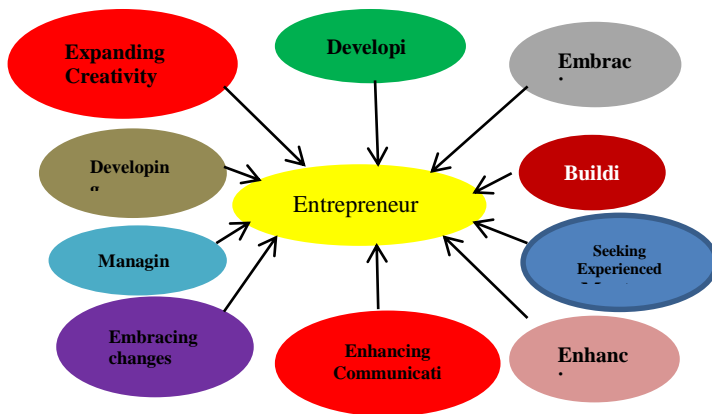 Expanding
Creativity
Developi
Embrac
Developin
Buildi
Entrepreneur
Managin
Seeking
Experienced
Embracing
changes
Enhancing
Communicati
Enhanc